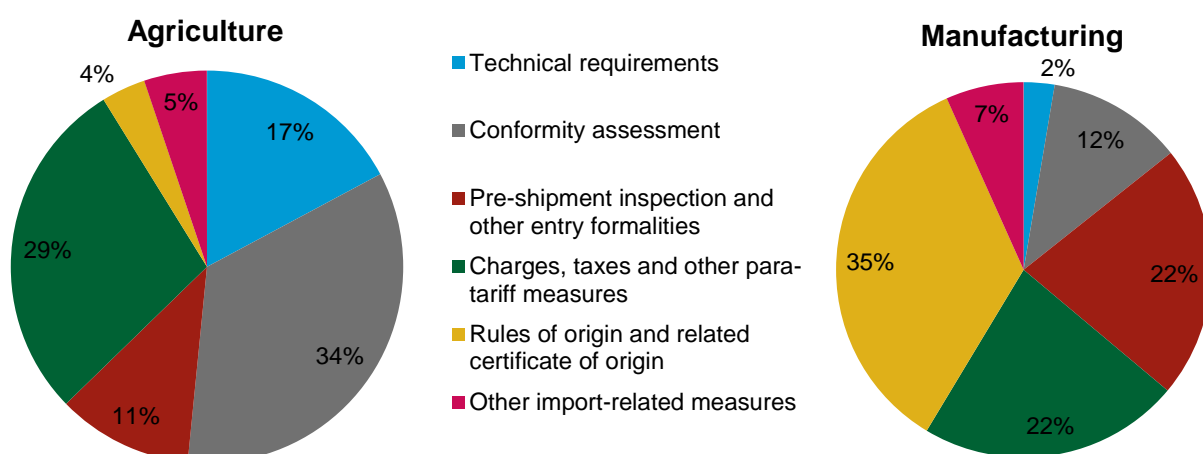 Agriculture
4%
5%
17%
29%
34%
11%
Technical requirements
Conformity assessment
Pre-shipment inspection and
other entry formalities
Charges, taxes and other para-
tariff measures
Rules of origin and related
certificate of origin
Other import-related measures
Manufacturing
2%
7%
12%
35%
22%
22%